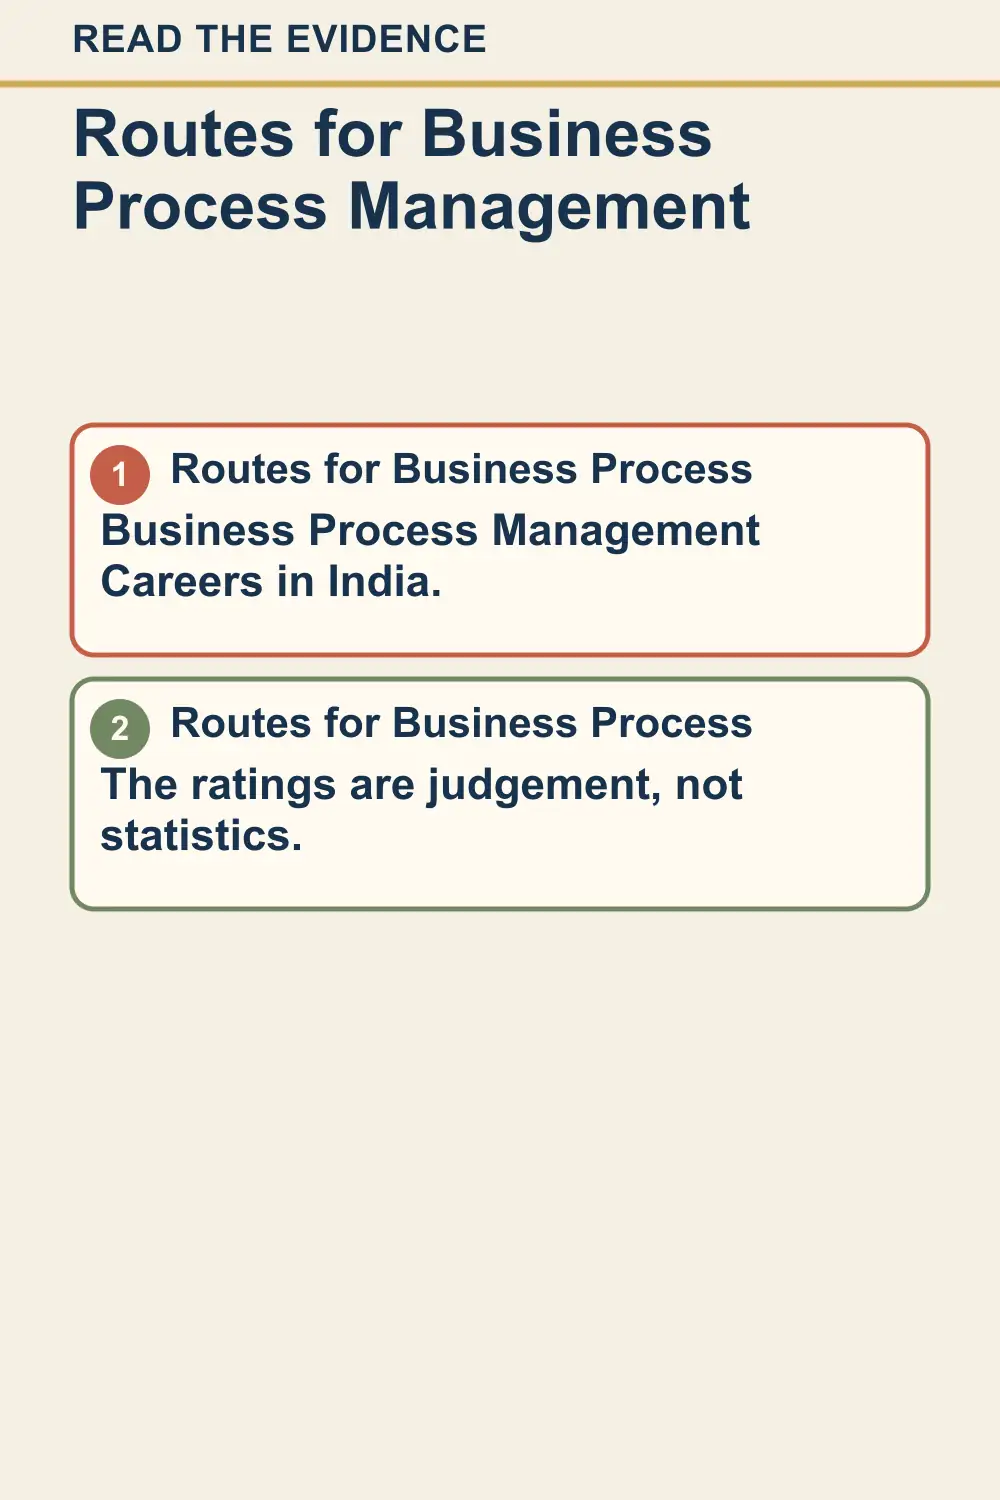 READ THE EVIDENCE
Routes for Business
Process Management
1 Routes for Business Process
Business Process Management
Careers in India.
2 Routes for Business Process
The ratings are judgement, not
statistics.